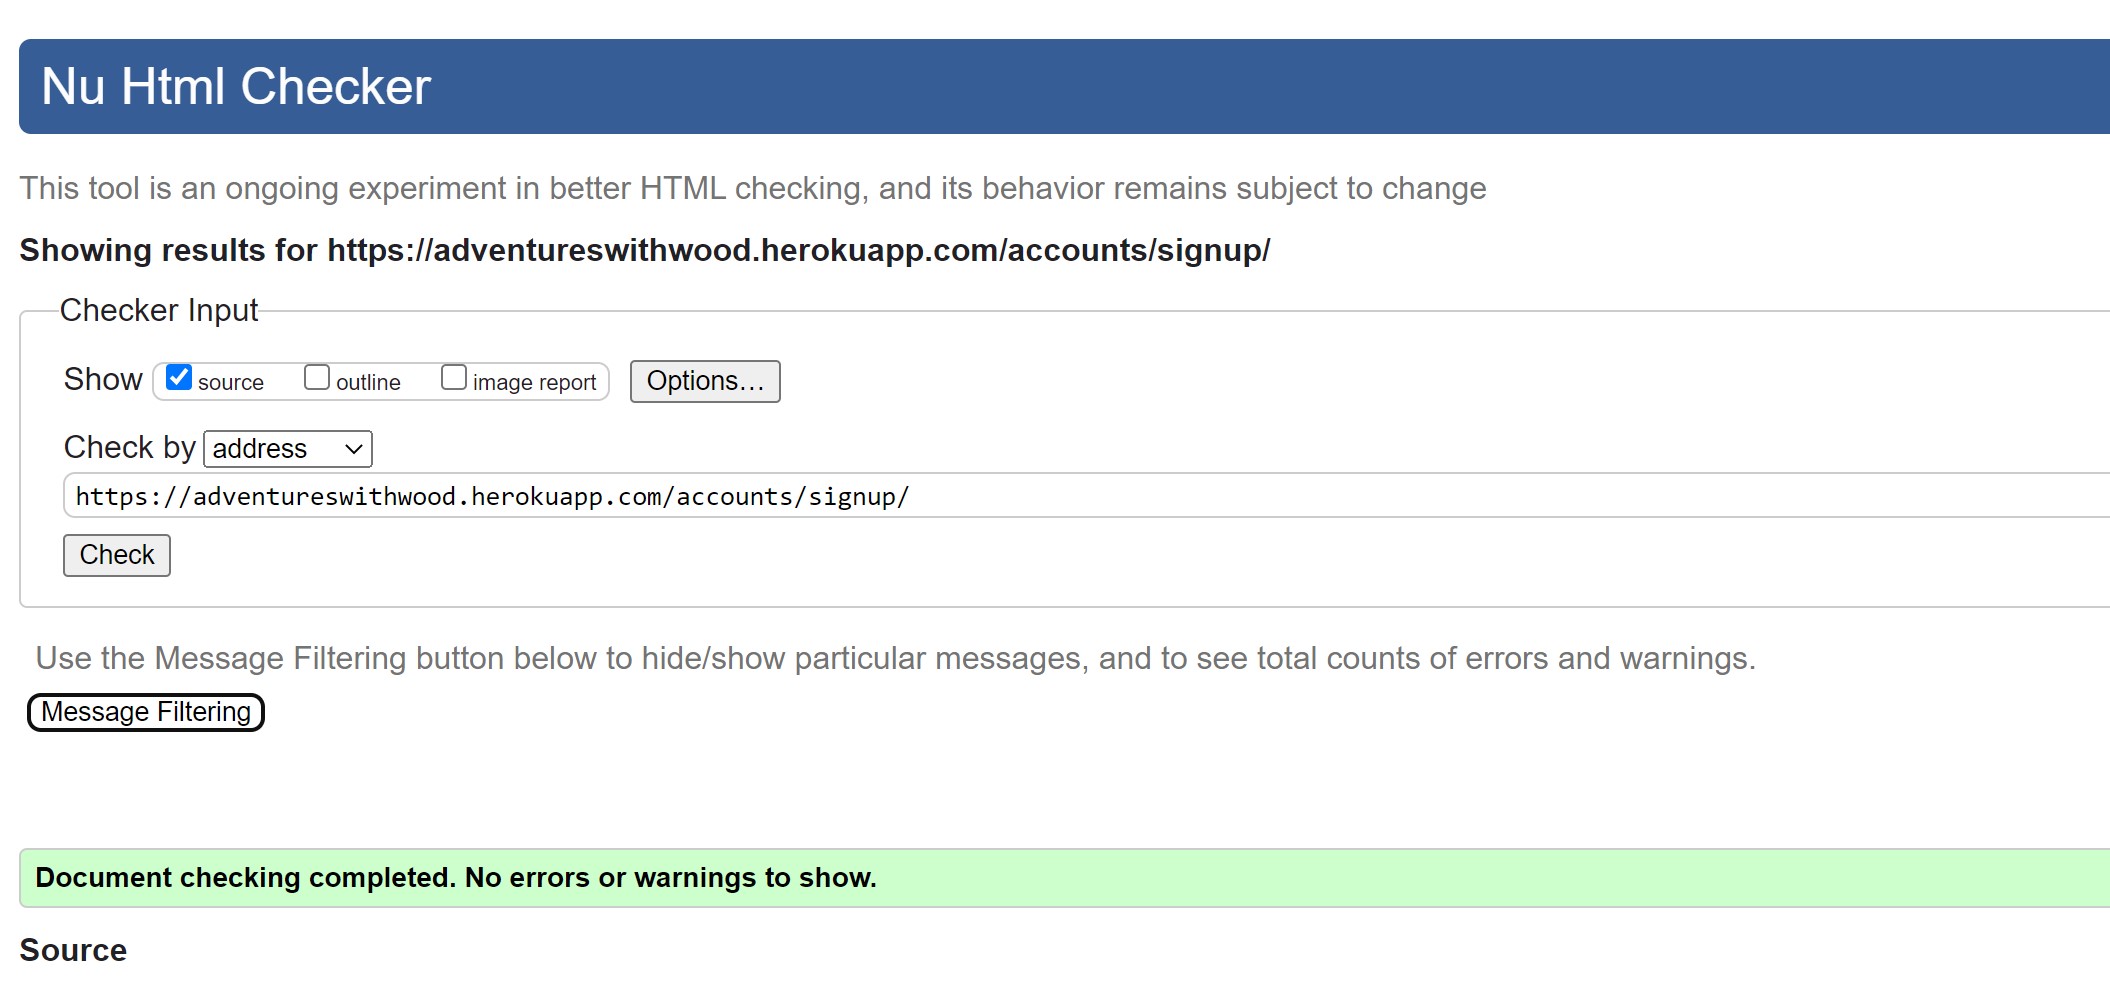 Nu Html Checker
This tool is an ongoing experiment in better HTML checking, and its behavior remains subject to change
Showing results for https://adventureswithwood.herokuapp.com/accounts/signup/
Checker Input
Show source outline image report Options…
Check by address
https://adventureswithwood.herokuapp.com/accounts/signup/
Check
Use the Message Filtering button below to hide/show particular messages, and to see total counts of errors and warnings.
Message Filtering
Document checking completed. No errors or warnings to show.
Source